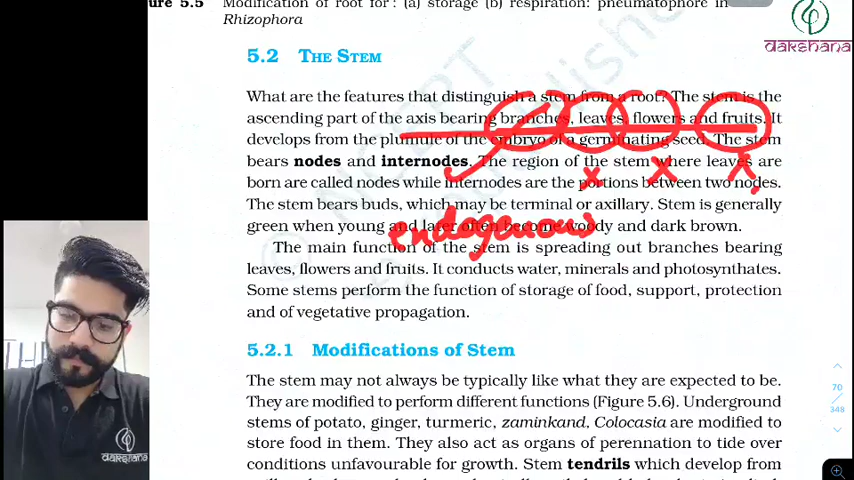 ure 5.5 Modification of root for: (a) storage (b) respiration: pneumatophore in
Rhizophora
dakshana
5.2 THE STEM
What are the features that distinguish a stem from a root? The stem is the
ascending part of the axis bearing branches, leaves, flowers and fruits. It
develops from the plumule of the embryo of a germinating seed. The stem
bears nodes and internodes. The region of the stem where leaves are
born are called nodes while internodes are the portions between two nodes.
The stem bears buds, which may be terminal or axillary. Stem is generally
green when young and later often become woody and dark brown.
endogenous
The main function of the stem is spreading out branches bearing
leaves, flowers and fruits. It conducts water, minerals and photosynthates.
Some stems perform the function of storage of food, support, protection
and of vegetative propagation.
5.2.1 Modifications of Stem
The stem may not always be typically like what they are expected to be.
They are modified to perform different functions (Figure 5.6). Underground
stems of potato, ginger, turmeric, zaminkand, Colocasia are modified to
store food in them. They also act as organs of perennation to tide over
conditions unfavourable for growth. Stem tendrils which develop from
70
348
dakshana